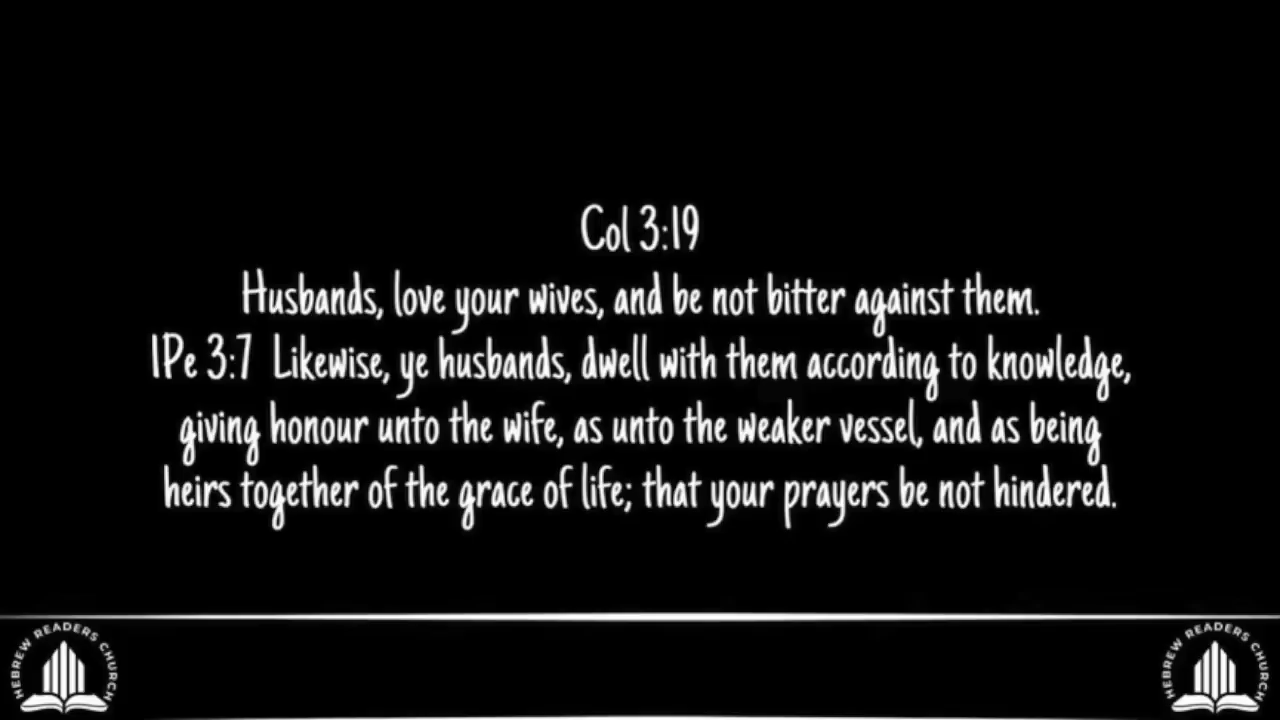 Col 3:19
Husbands, love your wives, and be not bitter against them.
1Pe 3:7 Likewise, ye husbands, dwell with them according to knowledge,
giving honour unto the wife, as unto the weaker vessel, and as being
heirs together of the grace of life; that your prayers be not hindered.
HEBREW READERS CHURCH
HEBREW READERS CHURCH